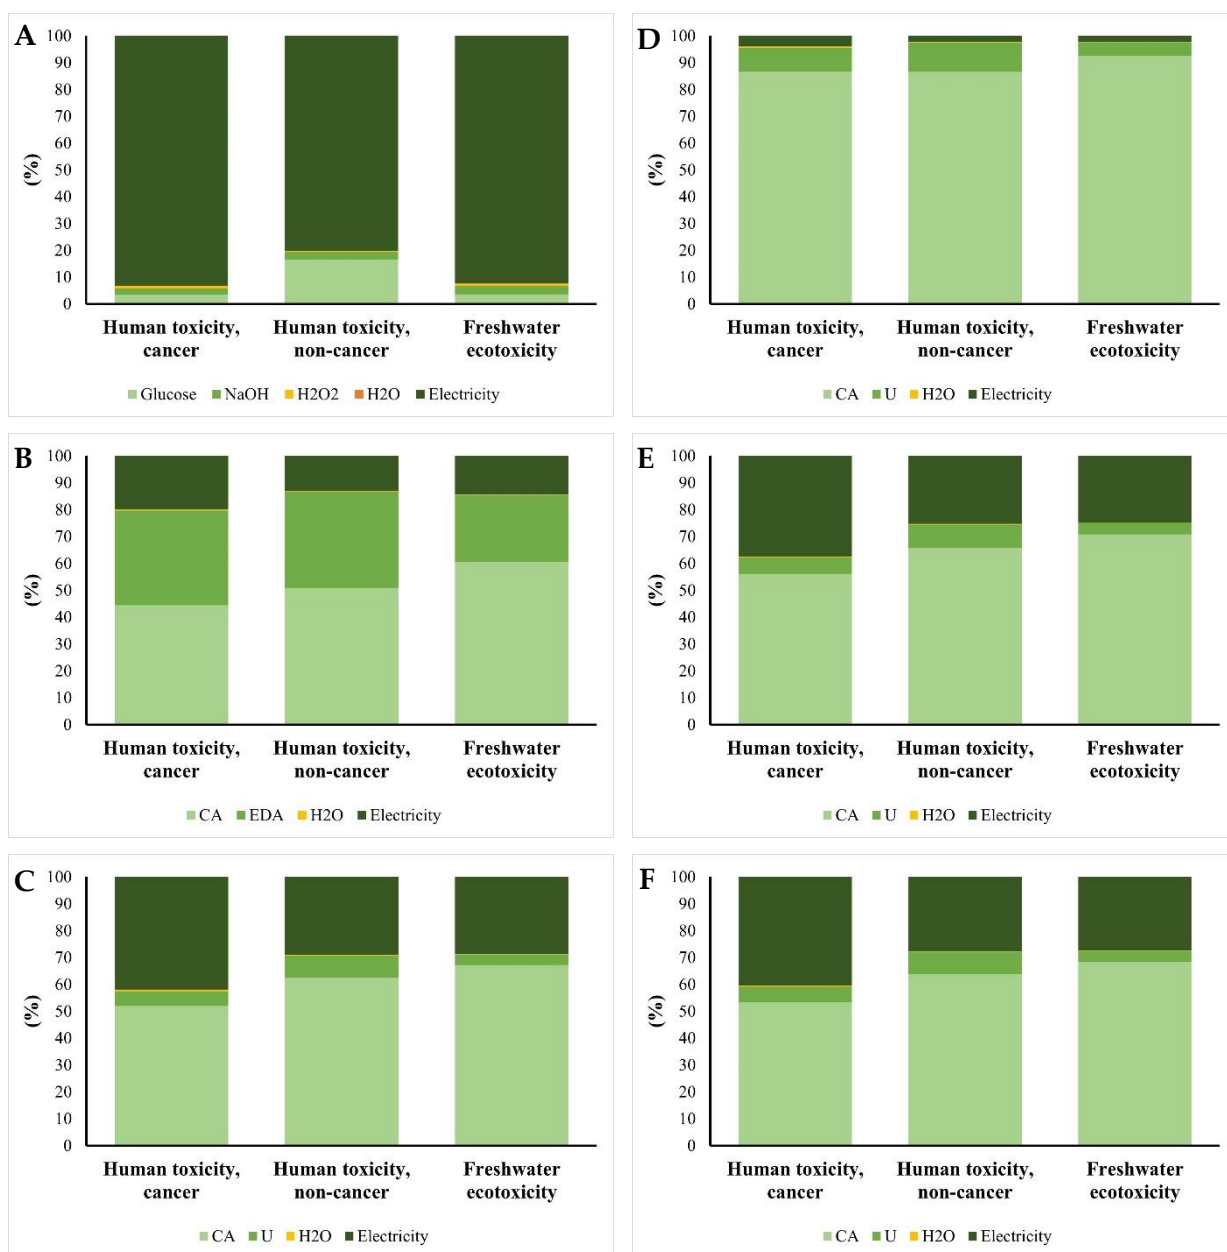 A
100
90
80
70
60
50
40
30
20
10
0
(%)
Human toxicity, cancer
Human toxicity, non-cancer
Freshwater ecotoxicity
Glucose NaOH H2O2 H2O Electricity
D
100
90
80
70
60
50
40
30
20
10
0
(%)
Human toxicity, cancer
Human toxicity, non-cancer
Freshwater ecotoxicity
CA U H2O Electricity
B
100
90
80
70
60
50
40
30
20
10
0
(%)
Human toxicity, cancer
Human toxicity, non-cancer
Freshwater ecotoxicity
CA EDA H2O Electricity
E
100
90
80
70
60
50
40
30
20
10
0
(%)
Human toxicity, cancer
Human toxicity, non-cancer
Freshwater ecotoxicity
CA U H2O Electricity
C
100
90
80
70
60
50
40
30
20
10
0
(%)
Human toxicity, cancer
Human toxicity, non-cancer
Freshwater ecotoxicity
CA U H2O Electricity
F
100
90
80
70
60
50
40
30
20
10
0
(%)
Human toxicity, cancer
Human toxicity, non-cancer
Freshwater ecotoxicity
CA U H2O Electricity